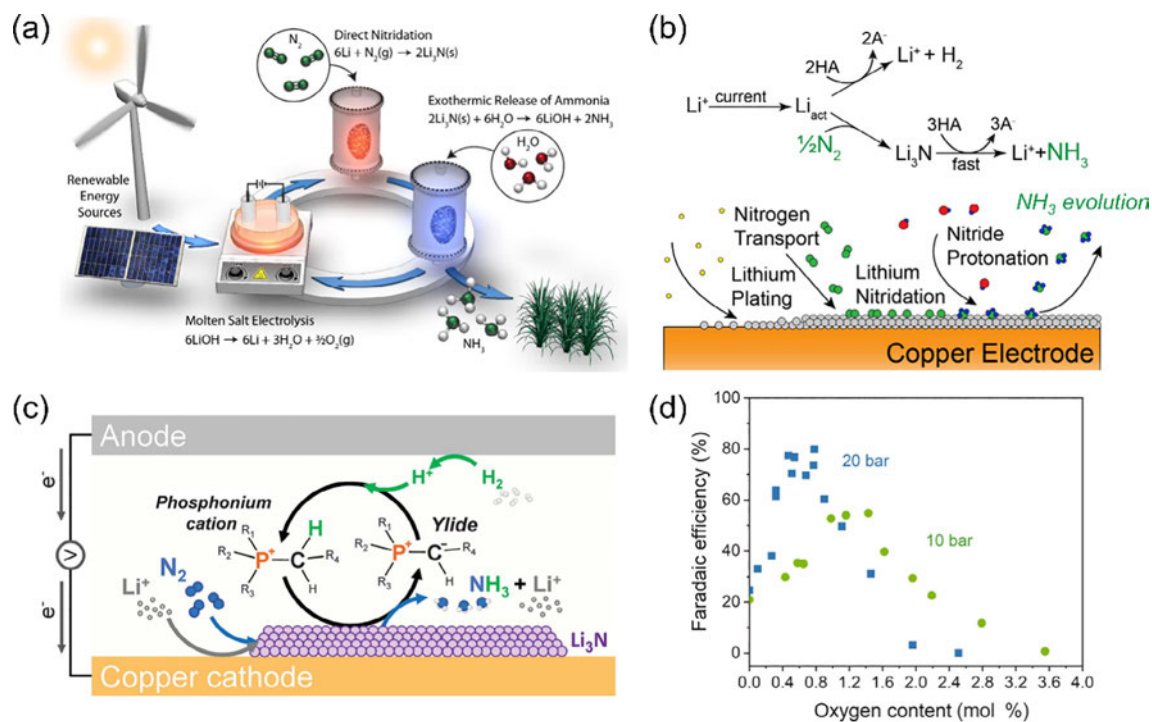 (a)
N₂
Direct Nitridation
6Li + N₂(g) → 2Li₃N(s)
Exothermic Release of Ammonia
2Li₃N(s) + 6H₂O → 6LiOH + 2NH₃
H₂O
Renewable
Energy
Sources
Molten Salt Electrolysis
6LiOH → 6Li + 3H₂O + ³⁄₂O₂(g)
NH₃
(b)
2HA
2A⁻
Li⁺ + H₂
Li⁺
current
Li_act
½N₂
Li₃N
3HA
3A⁻
fast
Li⁺+NH₃
NH₃ evolution
Nitrogen
Transport
Nitride
Protonation
Lithium
Plating
Lithium
Nitridation
Copper Electrode
(c)
Anode
e⁻
V
e⁻
H⁺
H₂
Phosphonium
cation
Ylide
R₁
R₂
P⁺
C
H
R₄
R₃
H
R₁
R₂
P⁺
C⁻
R₄
R₃
H
N₂
Li⁺
NH₃ + Li⁺
Li₃N
Copper cathode
(d)
Faradaic efficiency (%)
100
80
60
40
20
0
20 bar
10 bar
0.0 0.4 0.8 1.2 1.6 2.0 2.4 2.8 3.2 3.6 4.0
Oxygen content (mol %)